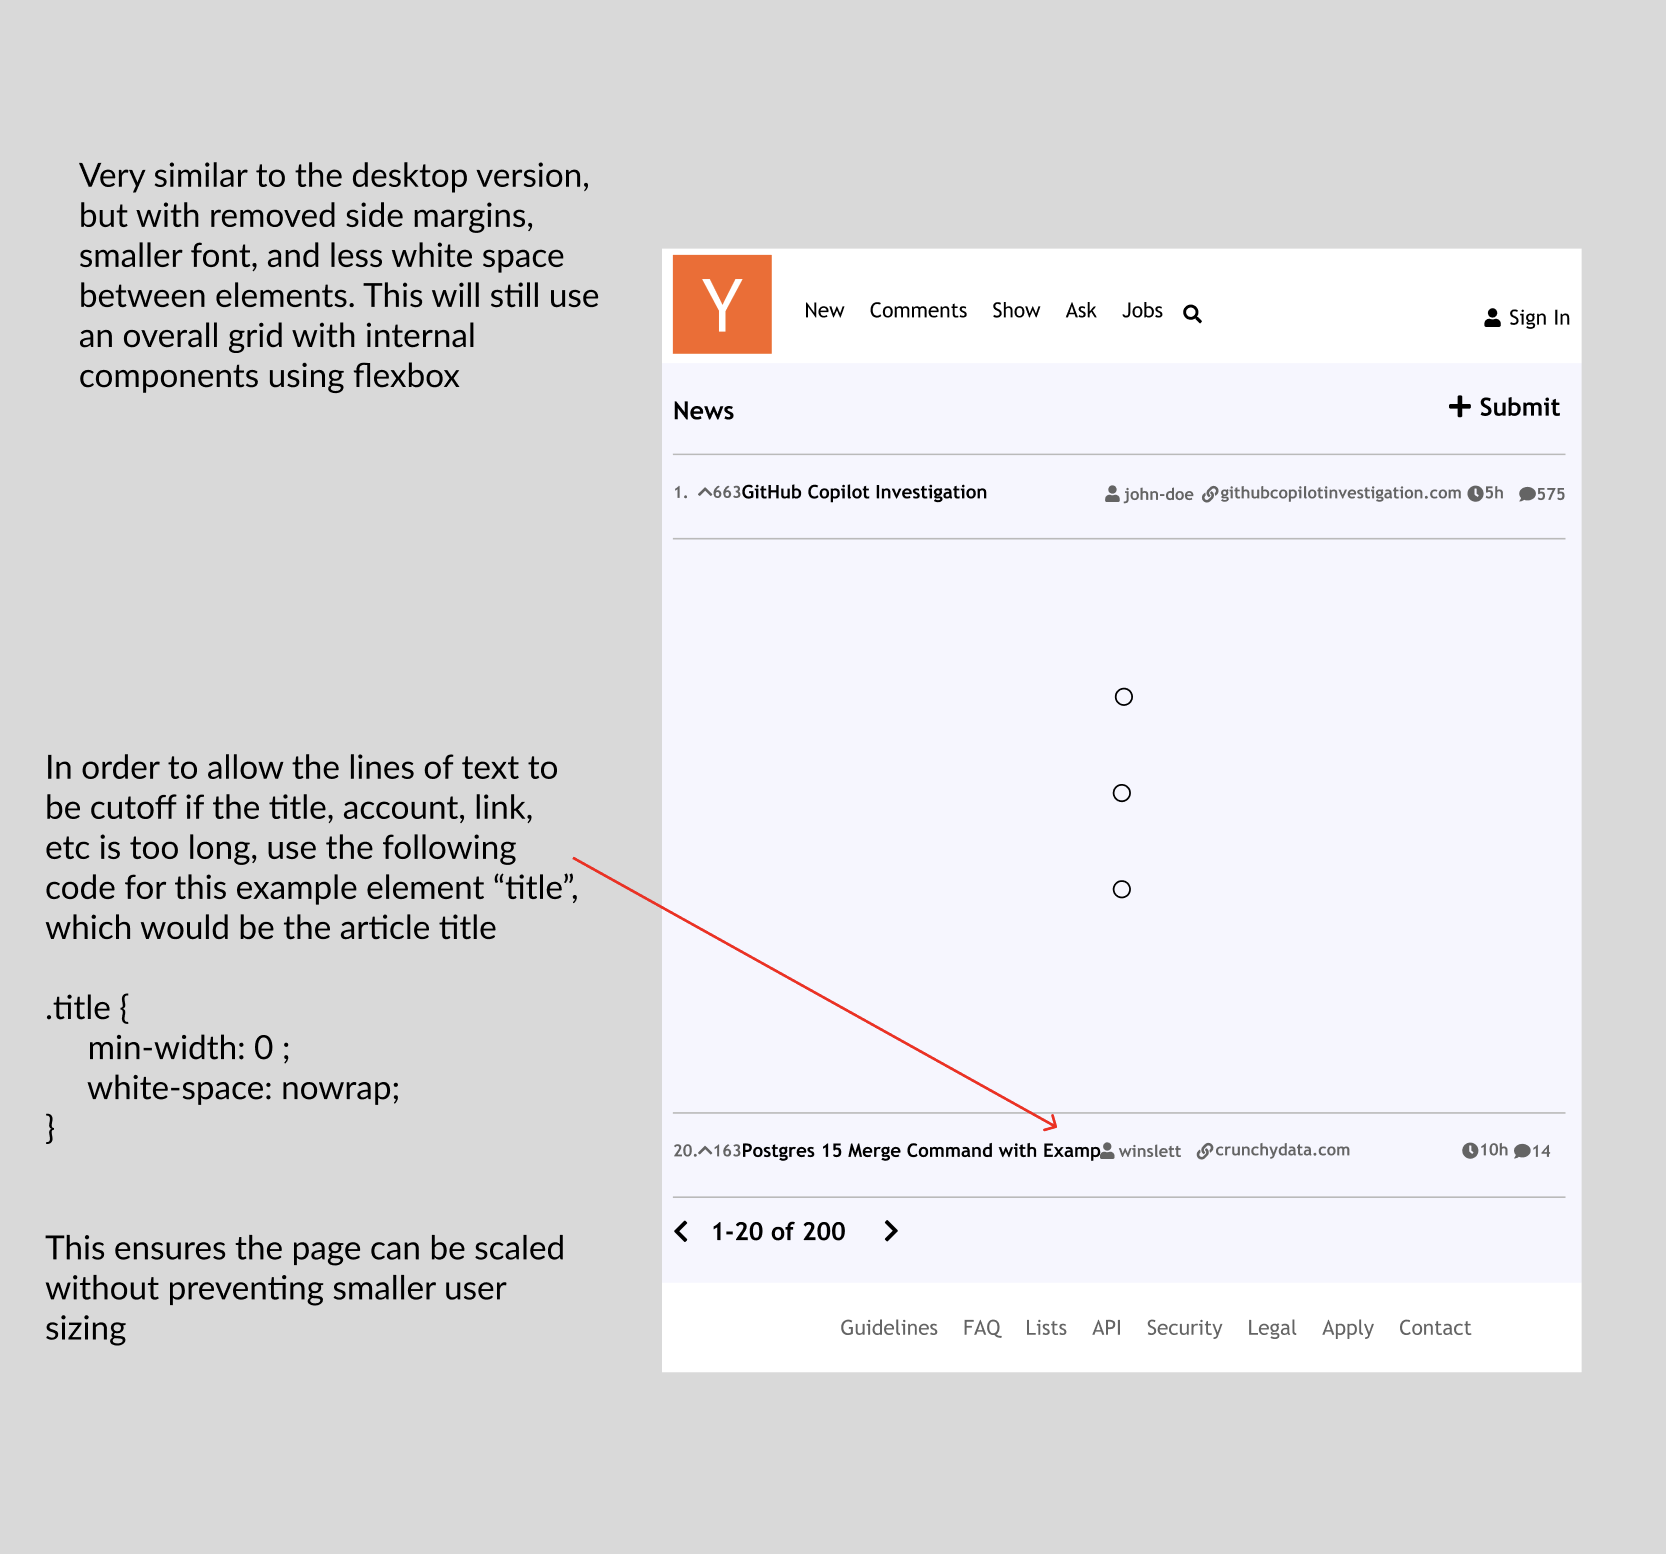 Very similar to the desktop version,
but with removed side margins,
smaller font, and less white space
between elements. This will still use
an overall grid with internal
components using flexbox
In order to allow the lines of text to
be cutoff if the title, account, link,
etc is too long, use the following
code for this example element “title”,
which would be the article title
.title {
min-width: 0 ;
white-space: nowrap;
}
This ensures the page can be scaled
without preventing smaller user
sizing
Y New Comments Show Ask Jobs Sign In
News Submit
1. 663 GitHub Copilot Investigation john-doe githubcopilotinvestigation.com 5h 575
20. 163 Postgres 15 Merge Command with Examp winslett crunchydata.com 10h 14
1-20 of 200
Guidelines FAQ Lists API Security Legal Apply Contact